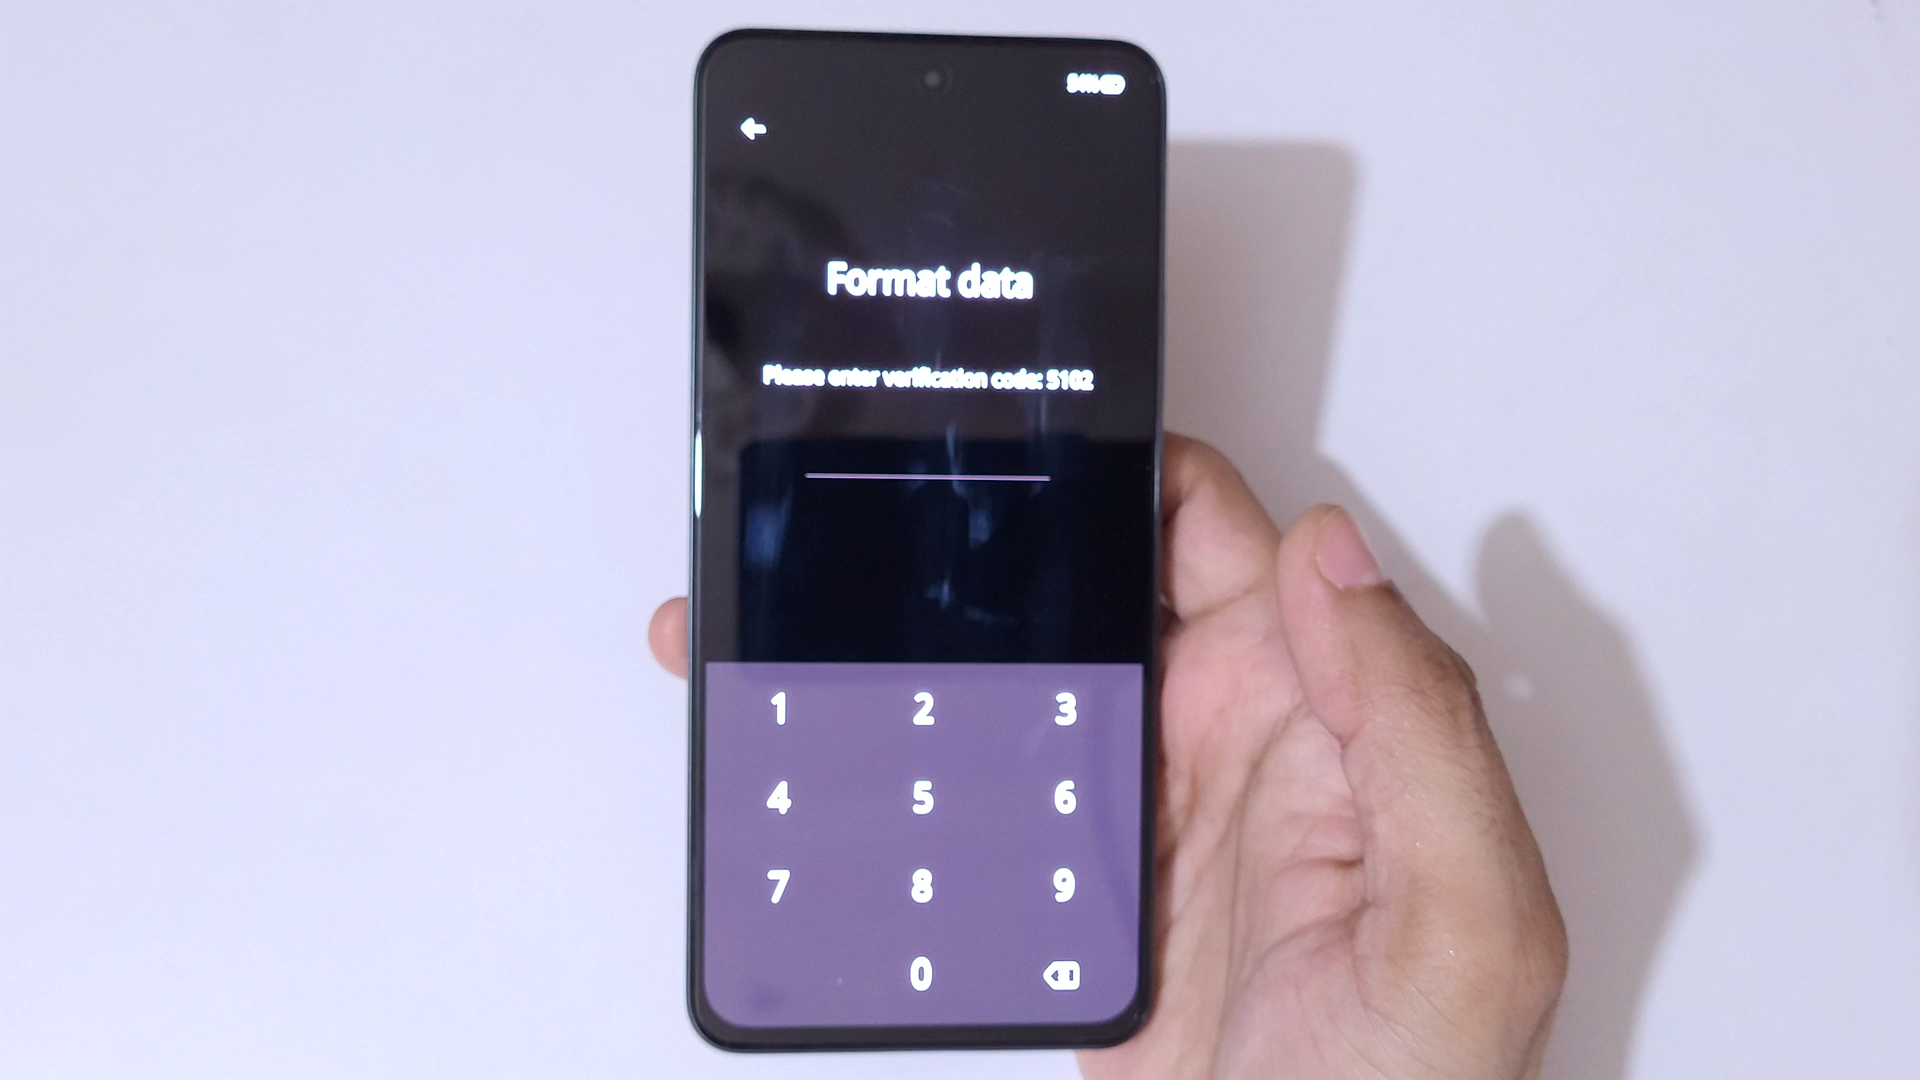 Format data
Please enter verification code: 5102
1 2 3
4 5 6
7 8 9
0